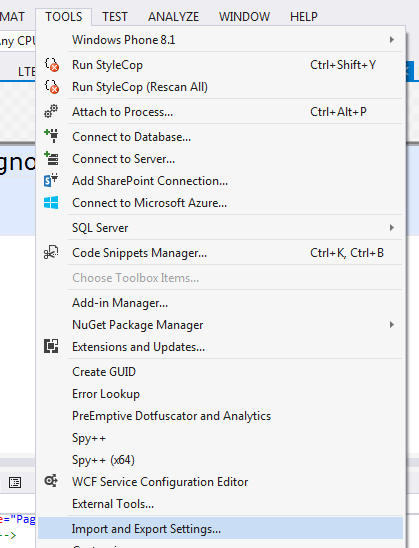 MAT TOOLS TEST ANALYZE WINDOW HELP
ny CPU
Windows Phone 8.1
LTE
Run StyleCop Ctrl+Shift+Y
Run StyleCop (Rescan All)
Attach to Process... Ctrl+Alt+P
Connect to Database...
gno
Connect to Server...
Add SharePoint Connection...
Connect to Microsoft Azure...
SQL Server
Code Snippets Manager... Ctrl+K, Ctrl+B
Choose Toolbox Items...
Add-in Manager...
NuGet Package Manager
Extensions and Updates...
Create GUID
Error Lookup
PreEmptive Dotfuscator and Analytics
Spy++
Spy++ (x64)
WCF Service Configuration Editor
External Tools...
="Pag
Import and Export Settings...
-->